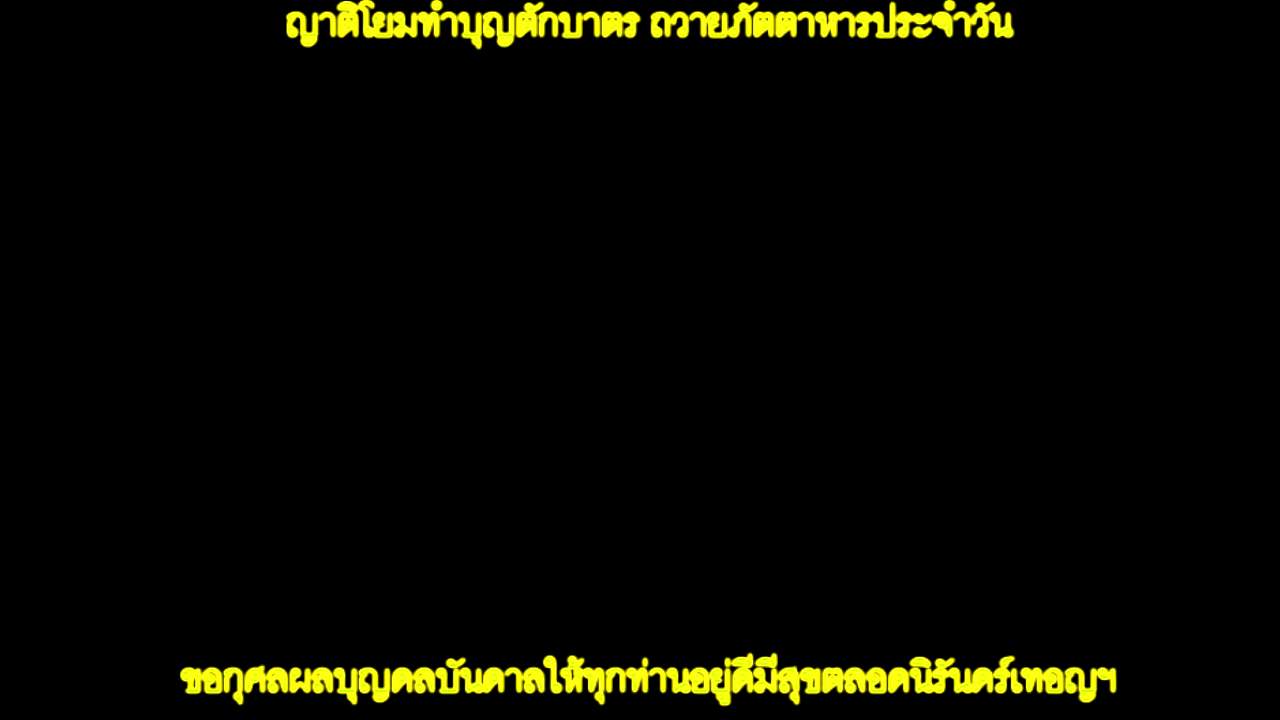 ญาติโยมทำบุญตักบาตร ถวายภัตตาหารประจำวัน
ขอกุศลผลบุญดลบันดาลให้ทุกท่านอยู่ดีมีสุขตลอดนิรันดร์เทอญฯ